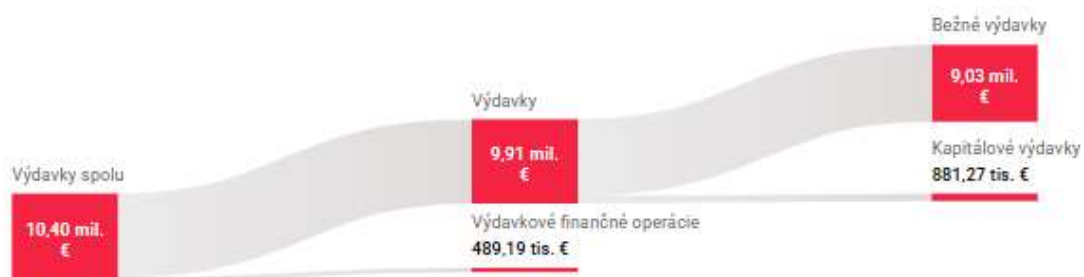 Výdavky spolu
10,40 mil.
€
Výdavky
9,91 mil.
€
Výdavkové finančné operácie
489,19 tis. €
Bežné výdavky
9,03 mil.
€
Kapitálové výdavky
881,27 tis. €